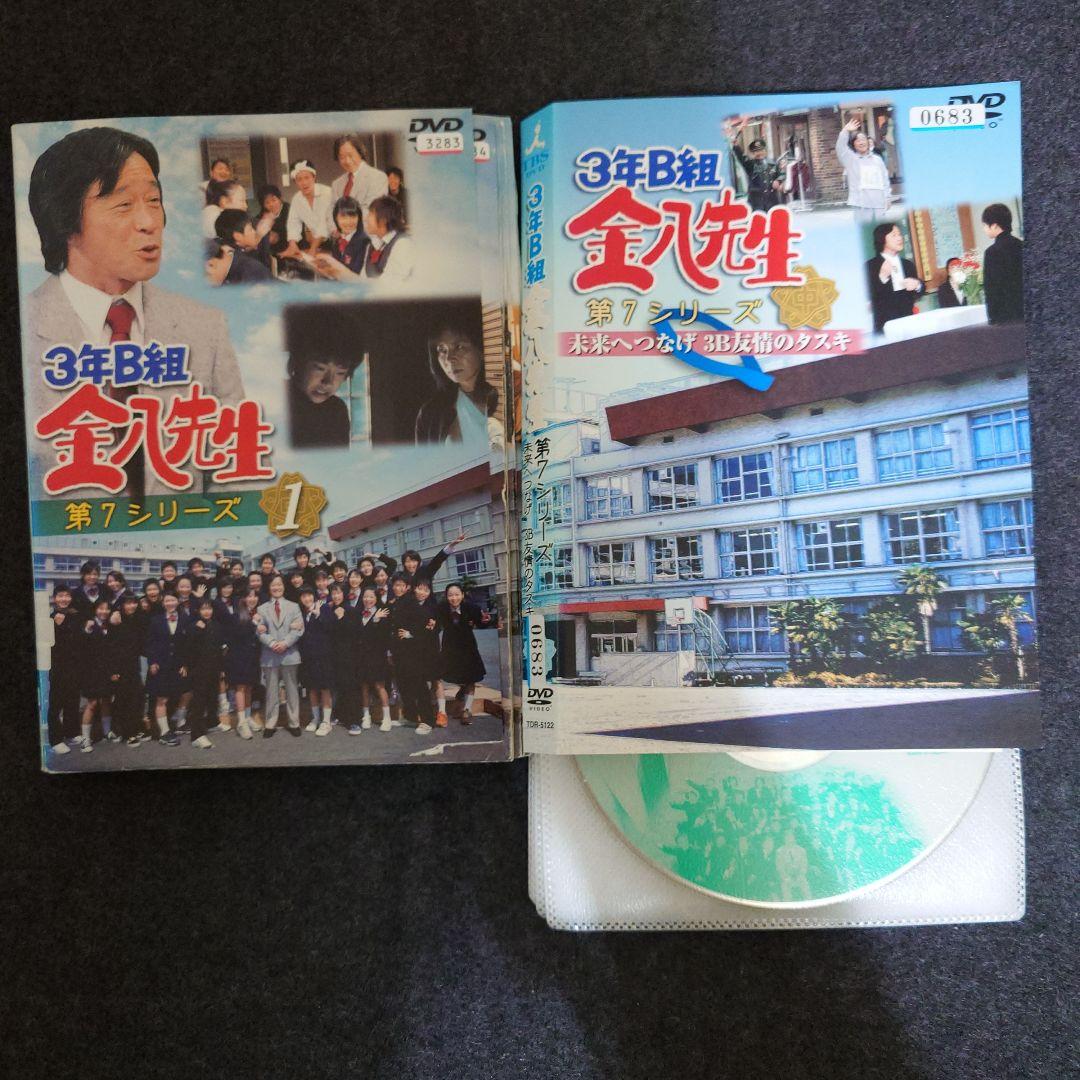 DVD
3283
34
3年B組
金八先生
第7シリーズ
1
TBS
DVD
3年B組
第7シリーズ
未来へつなげ 3B友情のタスキ
0683
DVD
VIDEO
TDR-5122
DVD
0683
3年B組
金八先生
第7シリーズ
中
未来へつなげ 3B友情のタスキ